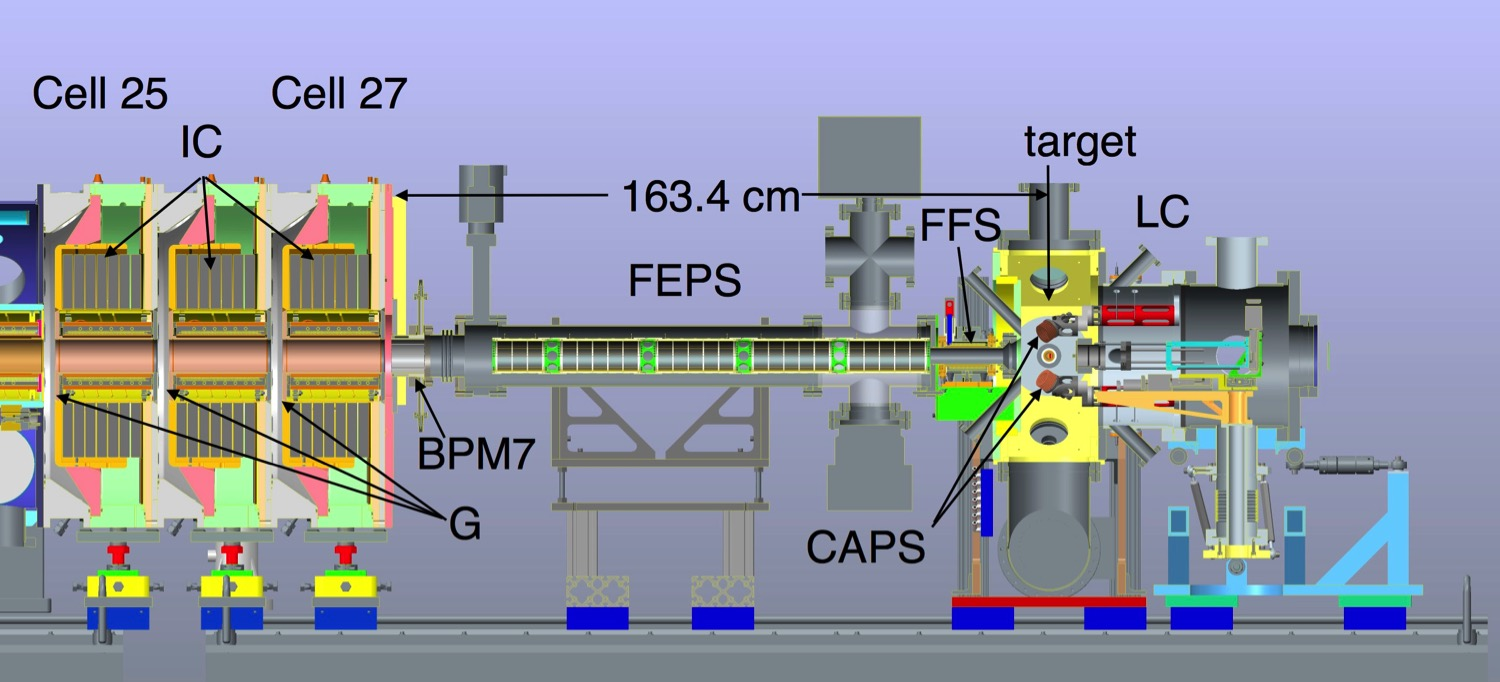 Cell 25
Cell 27
IC
target
163.4 cm
FFS
LC
FEPS
BPM7
G
CAPS